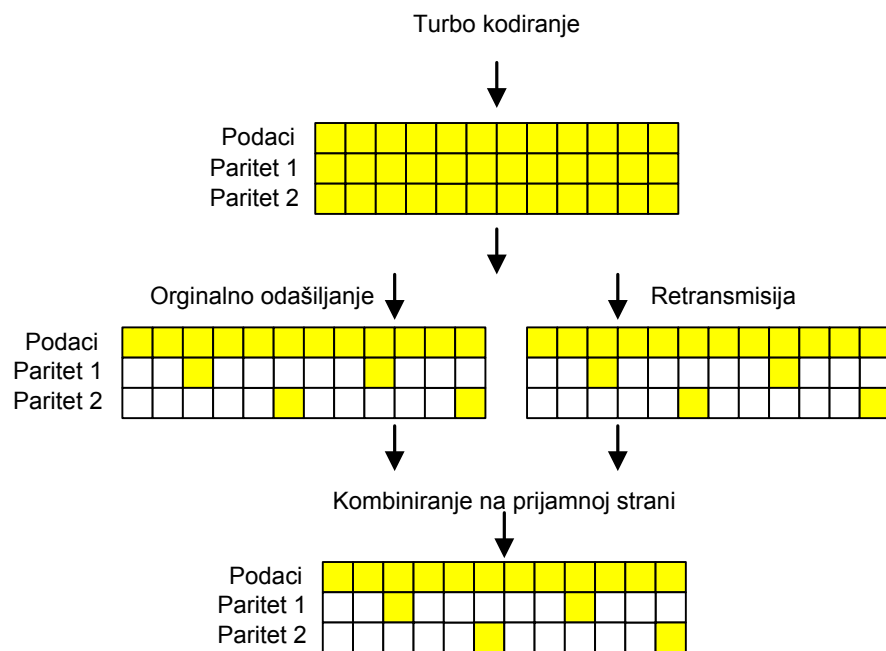 Turbo kodiranje
Podaci
Paritet 1
Paritet 2
Orginalno odašiljanje
Retransmisija
Podaci
Paritet 1
Paritet 2
Kombiniranje na prijamnoj strani
Podaci
Paritet 1
Paritet 2